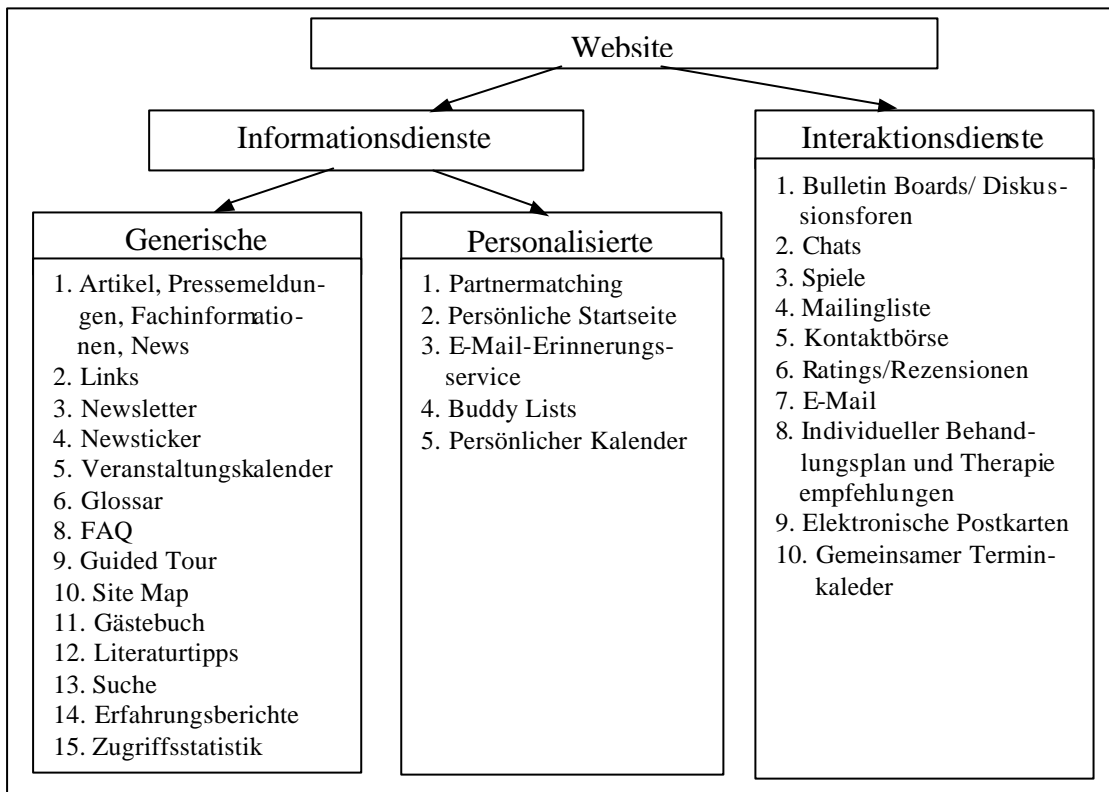 Website
Informationsdienste
Generische
1. Artikel, Pressemeldun-
gen, Fachinformatio-
nen, News
2. Links
3. Newsletter
4. Newsticker
5. Veranstaltungskalender
6. Glossar
8. FAQ
9. Guided Tour
10. Site Map
11. Gästebuch
12. Literaturtipps
13. Suche
14. Erfahrungsberichte
15. Zugriffsstatistik
Personalisierte
1. Partnermatching
2. Persönliche Startseite
3. E-Mail-Erinnerungs-
service
4. Buddy Lists
5. Persönlicher Kalender
Interaktionsdienste
1. Bulletin Boards/ Diskus-
sionsforen
2. Chats
3. Spiele
4. Mailingliste
5. Kontaktbörse
6. Ratings/Rezensionen
7. E-Mail
8. Individueller Behand-
lungsplan und Therapie
empfehlungen
9. Elektronische Postkarten
10. Gemeinsamer Termin-
kaleder